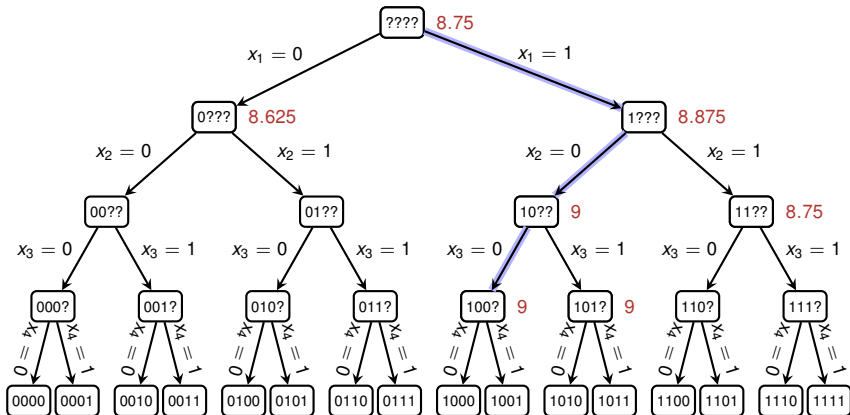 ???? 8.75
x₁ = 0 x₁ = 1
0??? 8.625 1??? 8.875
x₂ = 0 x₂ = 1 x₂ = 0 x₂ = 1
00?? 01?? 10?? 9 11?? 8.75
x₃ = 0 x₃ = 1 x₃ = 0 x₃ = 1 x₃ = 0 x₃ = 1 x₃ = 0 x₃ = 1
000? 001? 010? 011? 100? 9 101? 9 110? 111?
x₄ = 0 x₄ = 1 x₄ = 0 x₄ = 1 x₄ = 0 x₄ = 1 x₄ = 0 x₄ = 1 x₄ = 0 x₄ = 1 x₄ = 0 x₄ = 1 x₄ = 0 x₄ = 1 x₄ = 0 x₄ = 1
0000 0001 0010 0011 0100 0101 0110 0111 1000 1001 1010 1011 1100 1101 1110 1111